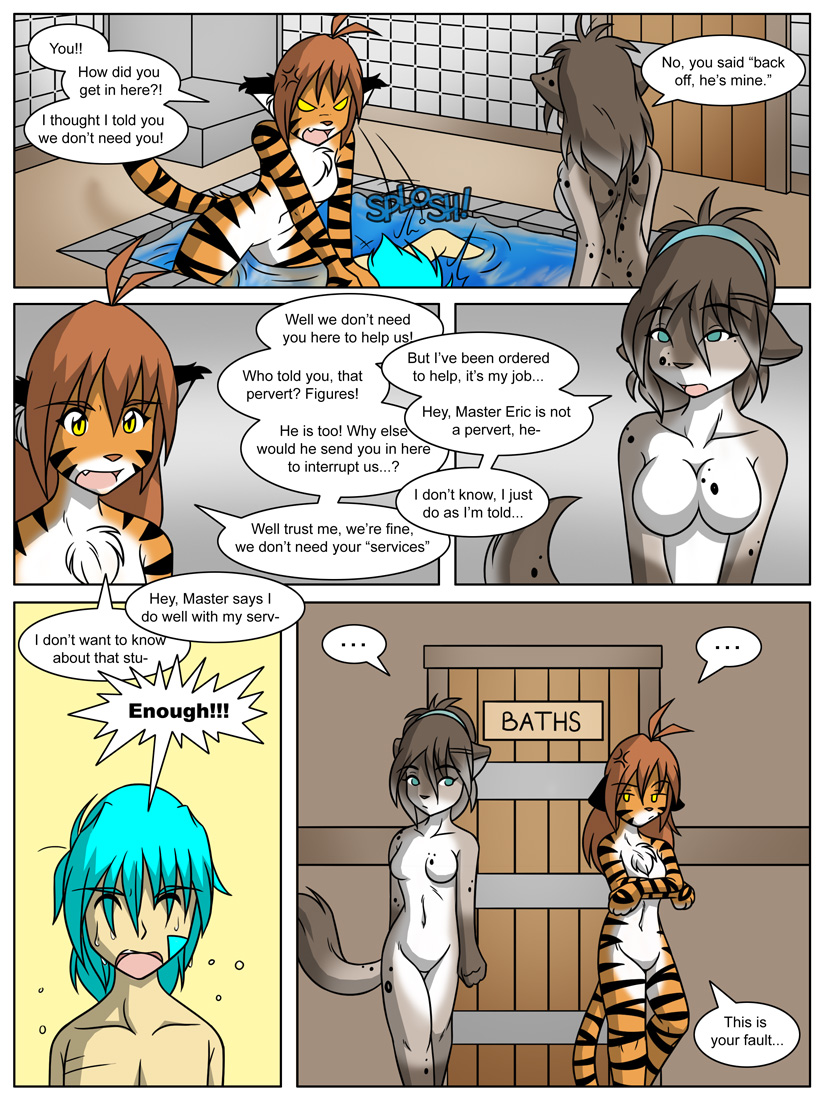 You!!
How did you
get in here?!
I thought I told you
we don't need you!
No, you said “back
off, he's mine.”
SPLOSH!
Well we don't need
you here to help us!
But I've been ordered
to help, it's my job...
Who told you, that
pervert? Figures!
Hey, Master Eric is not
a pervert, he-
He is too! Why else
would he send you in here
to interrupt us...?
I don't know, I just
do as I'm told...
Well trust me, we're fine,
we don't need your “services”
Hey, Master says I
do well with my serv-
I don't want to know
about that stu-
Enough!!!
...
...
BATHS
This is
your fault...